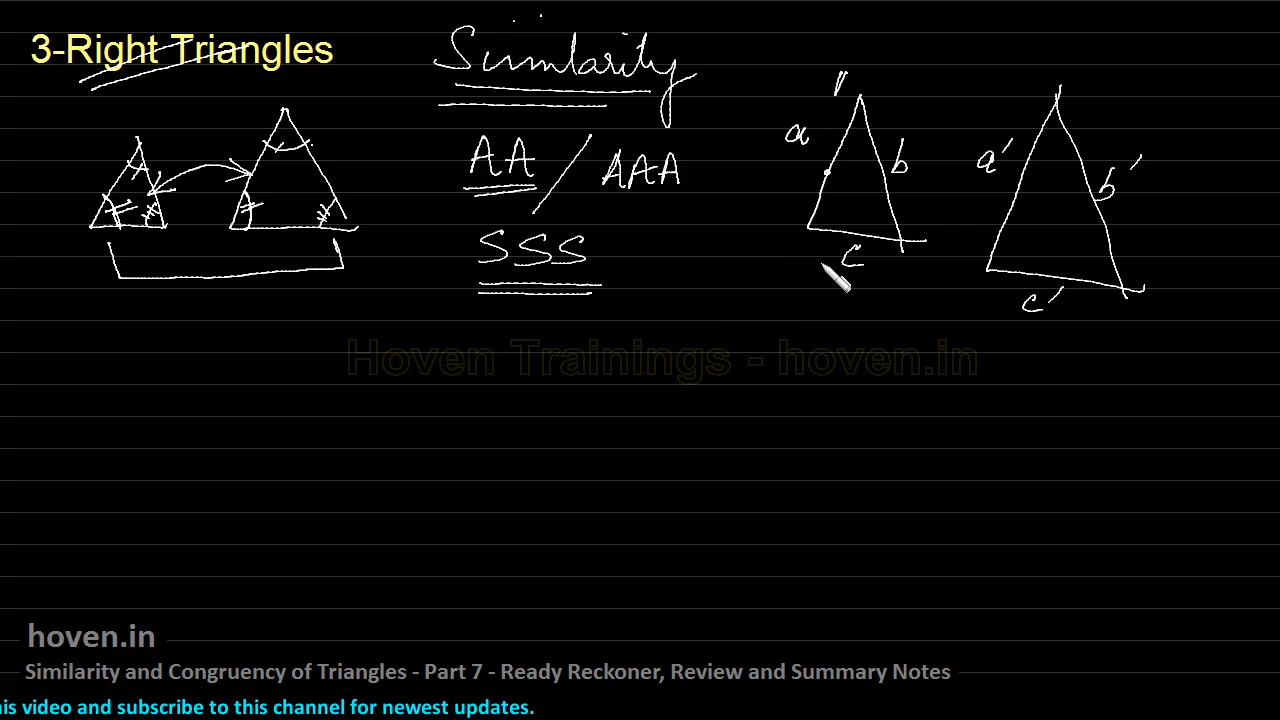 3-Right Triangles
Similarity
AA / AAA
SSS
a
b
c
a'
b'
c'
Hoven Trainings - hoven.in
hoven.in
Similarity and Congruency of Triangles - Part 7 - Ready Reckoner, Review and Summary Notes
his video and subscribe to this channel for newest updates.